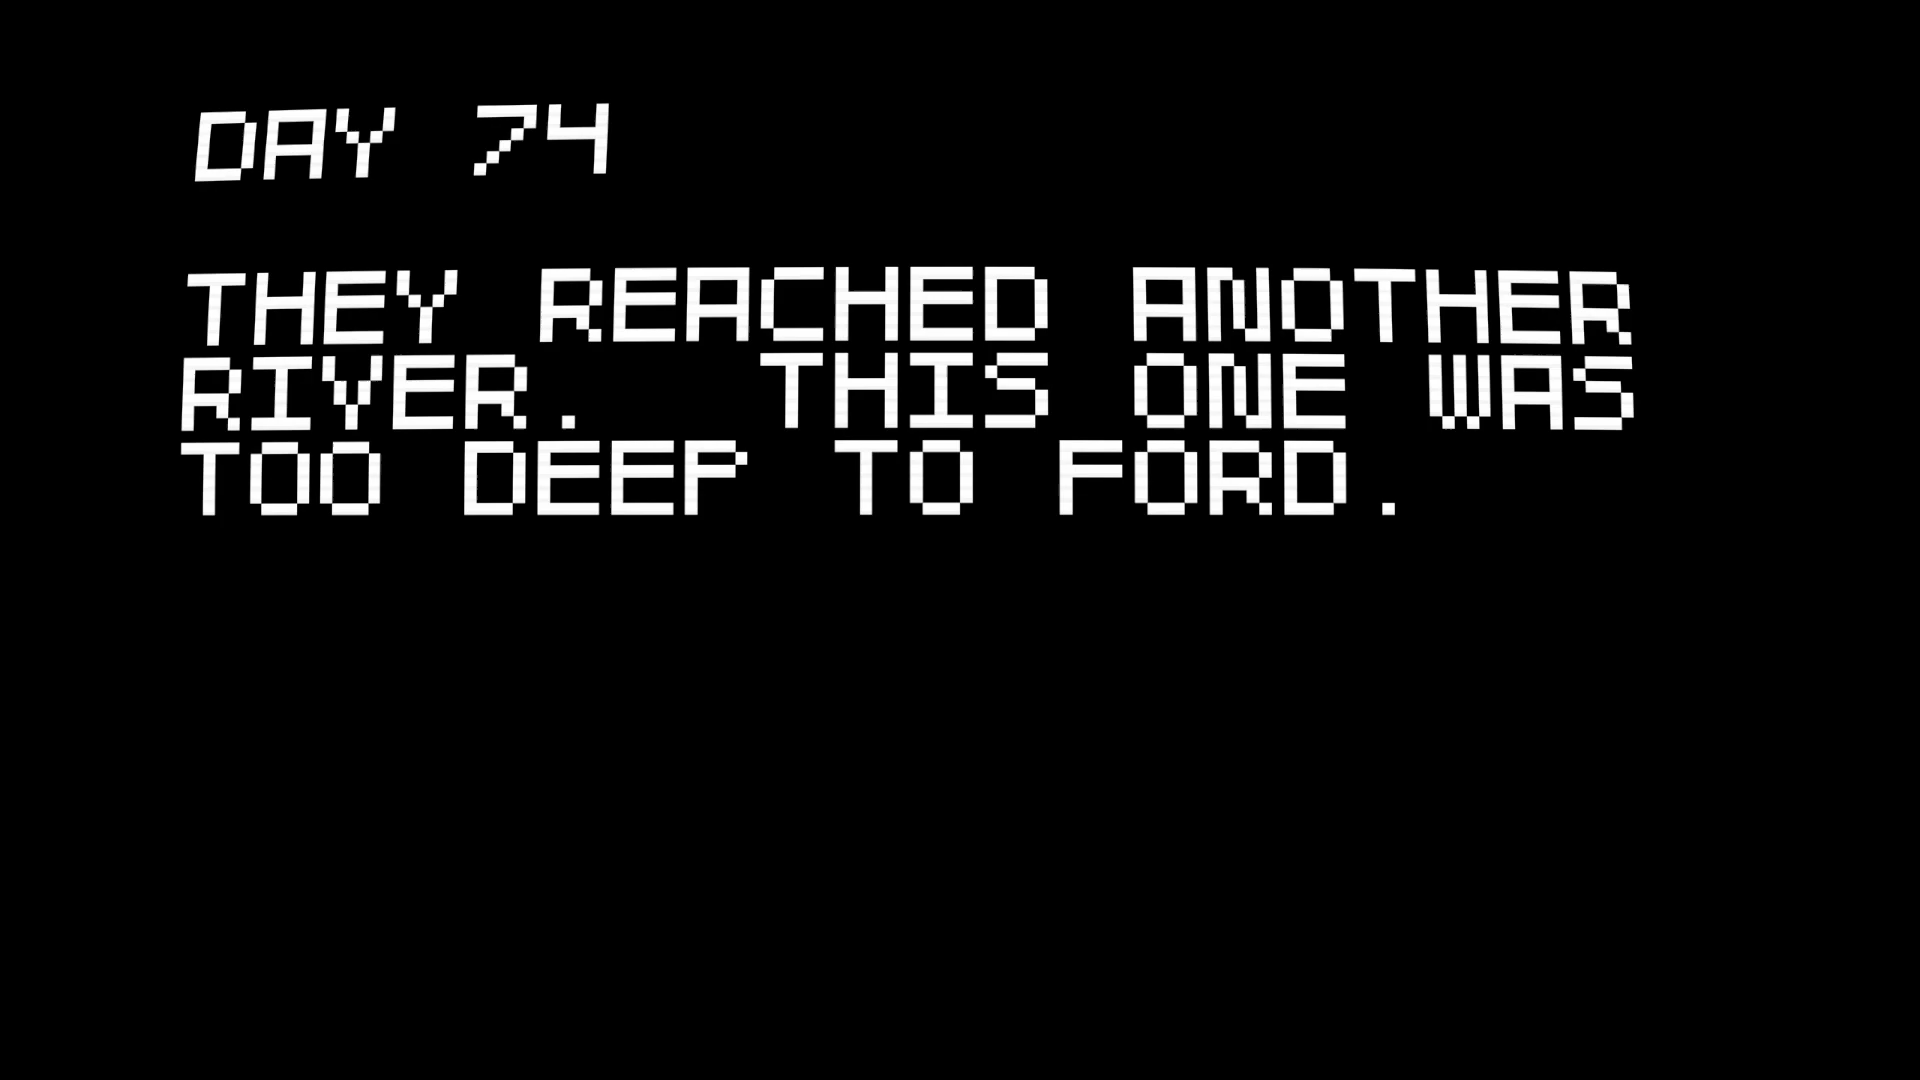 DAY 74
THEY REACHED ANOTHER
RIVER.  THIS ONE WAS
TOO DEEP TO FORD.